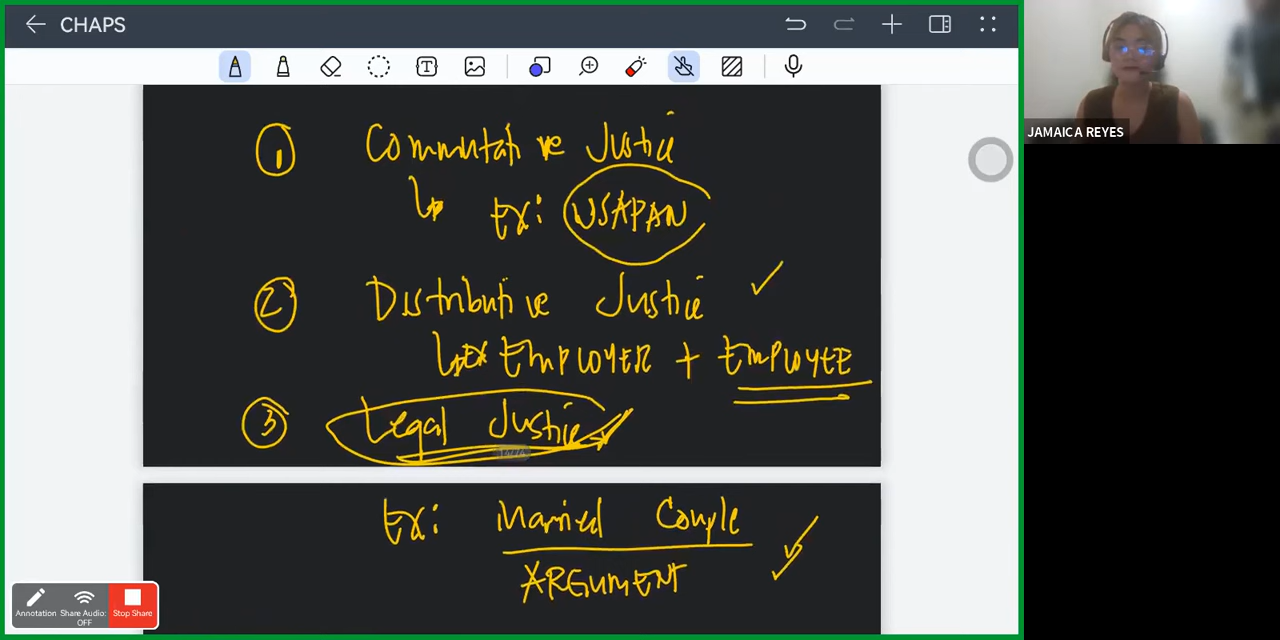 CHAPS
JAMAICA REYES
1 Commutative Justice
Ex: USAPAN
2 Distributive Justice
Ex EMPLOYER + EMPLOYEE
3 Legal Justice
Ex: Married Couple
ARGUMENT
Annotation
Share Audio: OFF
Stop Share